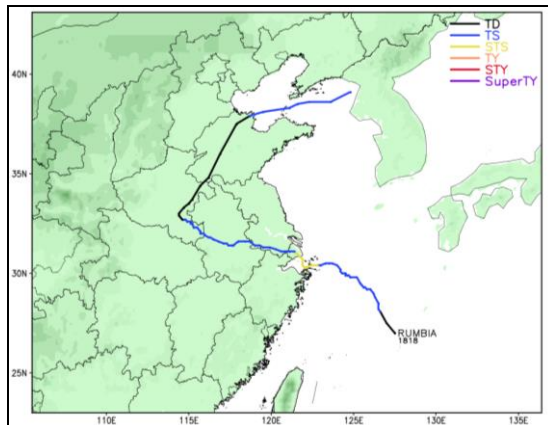 TD
TS
STS
TY
STY
SuperTY
40N
35N
30N
25N
RUMBIA
1818
110E
115E
120E
125E
130E
135E